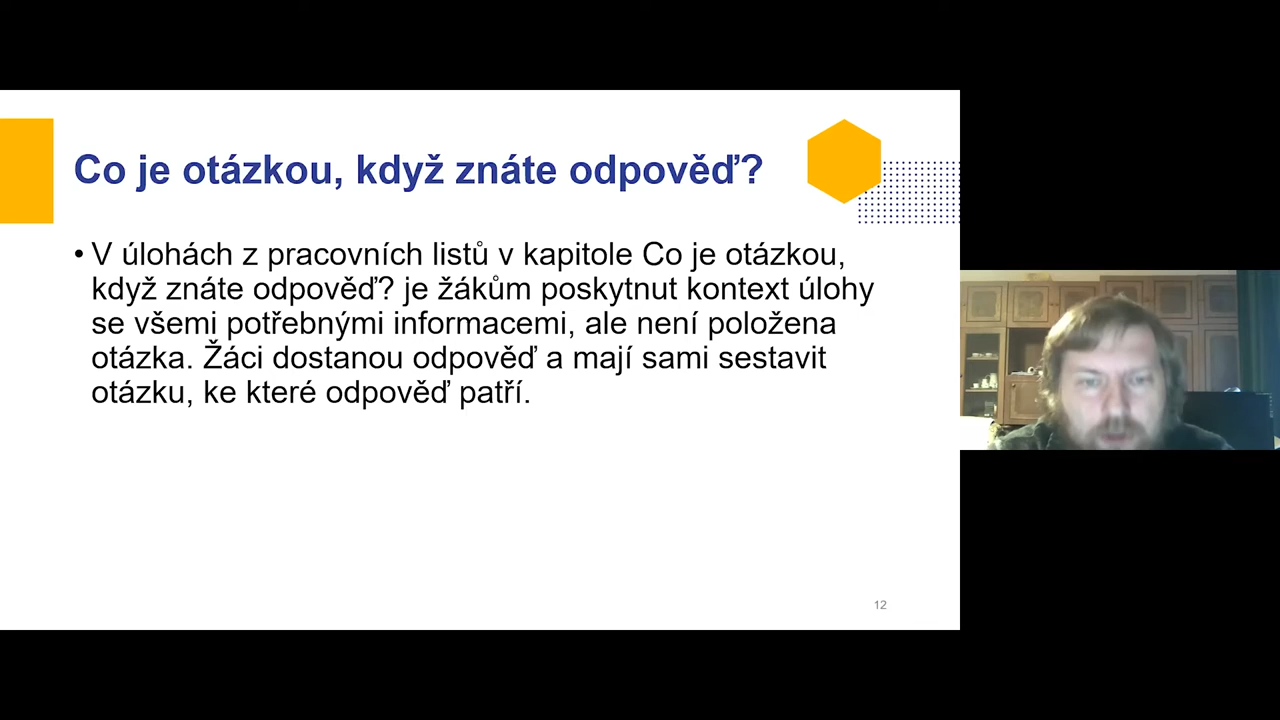 Co je otázkou, když znáte odpověď?
• V úlohách z pracovních listů v kapitole Co je otázkou,
když znáte odpověď? je žákům poskytnut kontext úlohy
se všemi potřebnými informacemi, ale není položena
otázka. Žáci dostanou odpověď a mají sami sestavit
otázku, ke které odpověď patří.
12